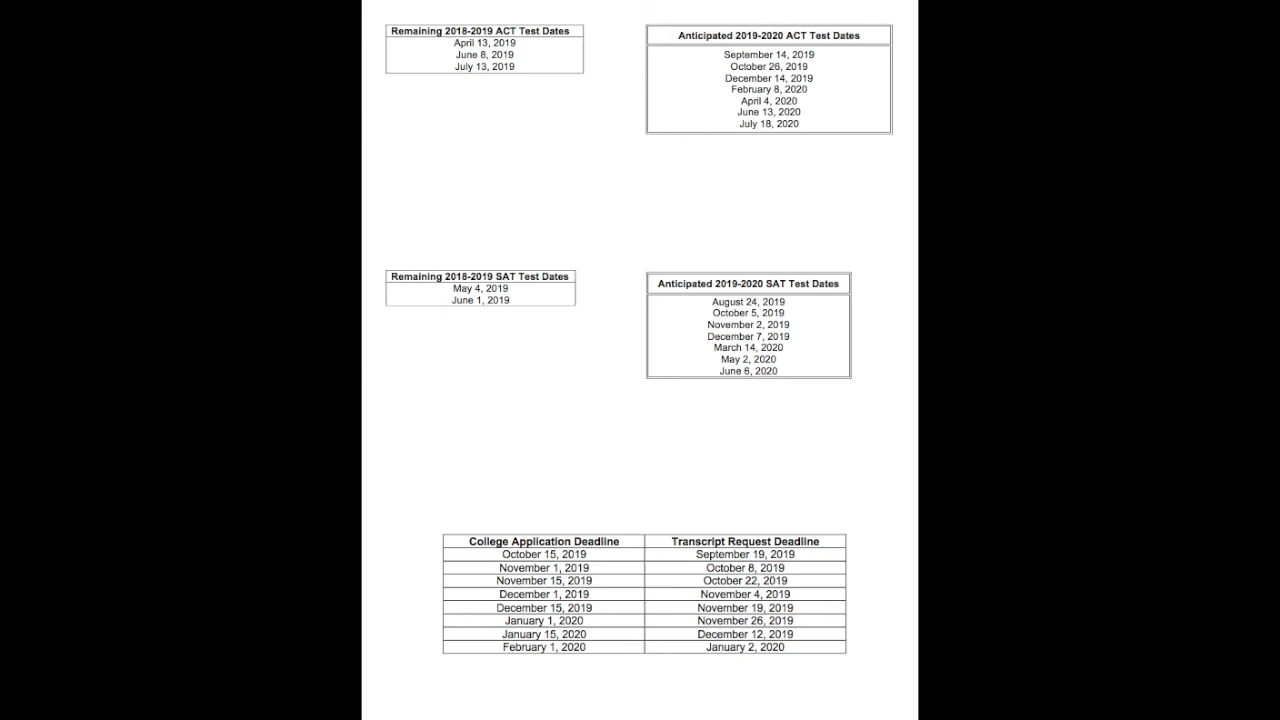 Remaining 2018-2019 ACT Test Dates
April 13, 2019
June 8, 2019
July 13, 2019
Anticipated 2019-2020 ACT Test Dates
September 14, 2019
October 26, 2019
December 14, 2019
February 8, 2020
April 4, 2020
June 13, 2020
July 18, 2020
Remaining 2018-2019 SAT Test Dates
May 4, 2019
June 1, 2019
Anticipated 2019-2020 SAT Test Dates
August 24, 2019
October 5, 2019
November 2, 2019
December 7, 2019
March 14, 2020
May 2, 2020
June 6, 2020
College Application Deadline Transcript Request Deadline
October 15, 2019 September 19, 2019
November 1, 2019 October 8, 2019
November 15, 2019 October 22, 2019
December 1, 2019 November 4, 2019
December 15, 2019 November 19, 2019
January 1, 2020 November 26, 2019
January 15, 2020 December 12, 2019
February 1, 2020 January 2, 2020